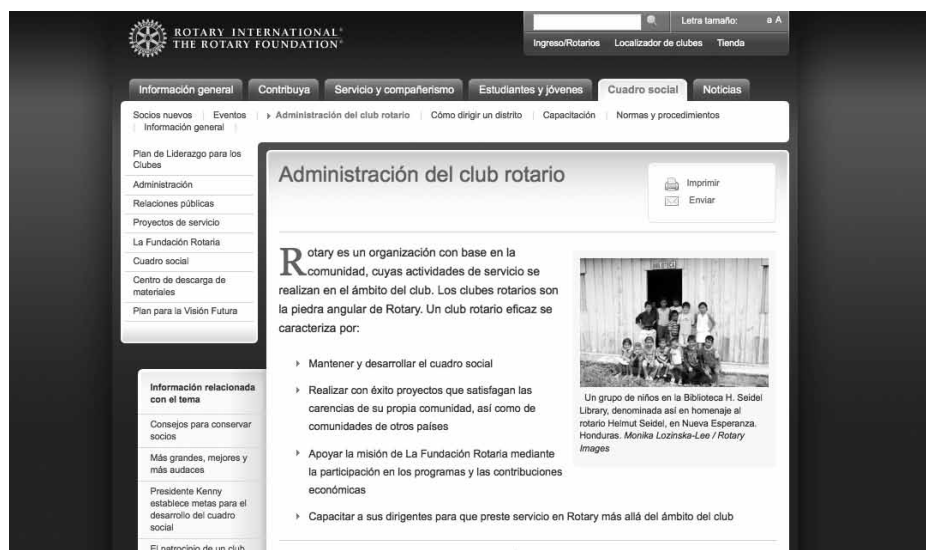 ROTARY INTERNATIONAL
THE ROTARY FOUNDATION
Letra tamaño: a A
Ingreso/Rotarios Localizador de clubes Tienda
Información general Contribuya Servicio y compañerismo Estudiantes y jóvenes Cuadro social Noticias
Socios nuevos Eventos Administración del club rotario Cómo dirigir un distrito Capacitación Normas y procedimientos
Información general
Plan de Liderazgo para los
Clubes
Administración
Relaciones públicas
Proyectos de servicio
La Fundación Rotaria
Cuadro social
Centro de descarga de
materiales
Plan para la Visión Futura
Información relacionada
con el tema
Consejos para conservar
socios
Más grandes, mejores y
más audaces
Presidente Kenny
establece metas para el
desarrollo del cuadro
social
El patrocinio de un club
Administración del club rotario
Imprimir
Enviar
Rotary es un organización con base en la
comunidad, cuyas actividades de servicio se
realizan en el ámbito del club. Los clubes rotarios son
la piedra angular de Rotary. Un club rotario eficaz se
caracteriza por:
Mantener y desarrollar el cuadro social
Realizar con éxito proyectos que satisfagan las
carencias de su propia comunidad, así como de
comunidades de otros países
Apoyar la misión de La Fundación Rotaria mediante
la participación en los programas y las contribuciones
económicas
Capacitar a sus dirigentes para que preste servicio en Rotary más allá del ámbito del club
Un grupo de niños en la Biblioteca H. Seidel
Library, denominada así en homenaje al
rotario Helmut Seidel, en Nueva Esperanza.
Honduras. Monika Lozinska-Lee / Rotary
Images